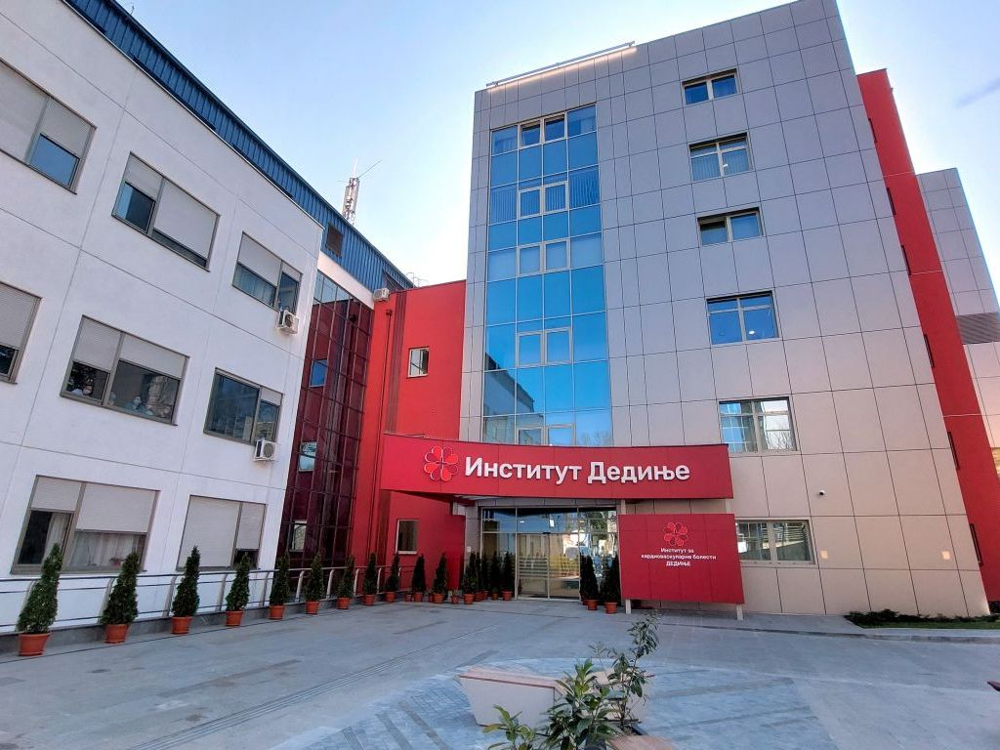 Институт Дедиње
Институт за
кардиоваскуларне болести
ДЕДИЊЕ